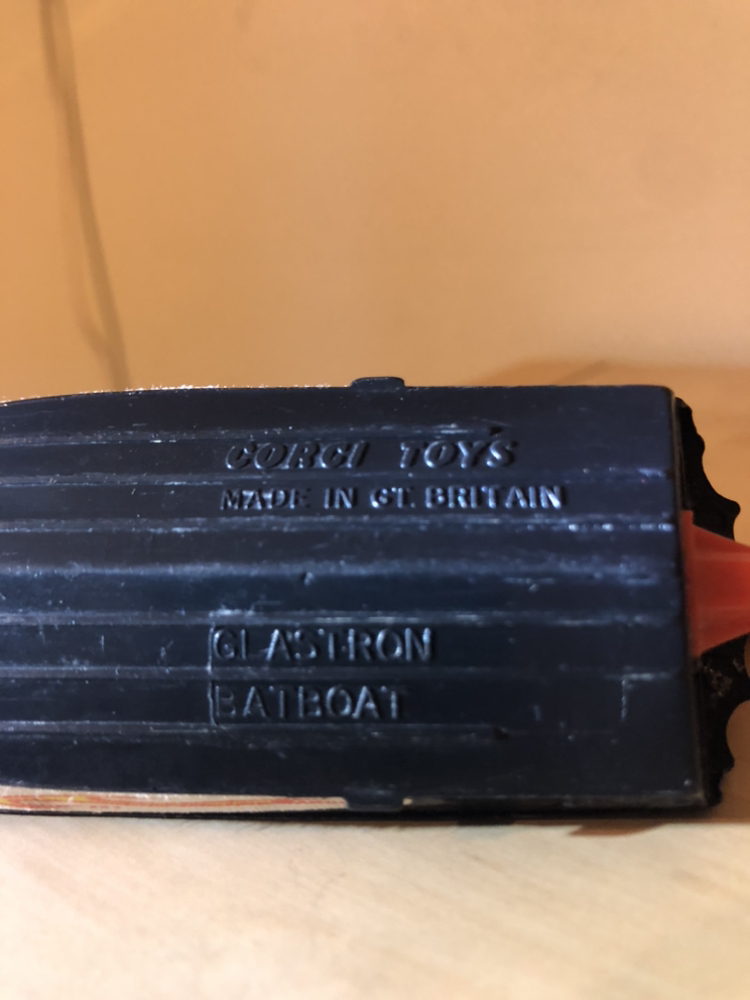 CORGI TOYS
MADE IN GT. BRITAIN
GLASTRON
BATBOAT